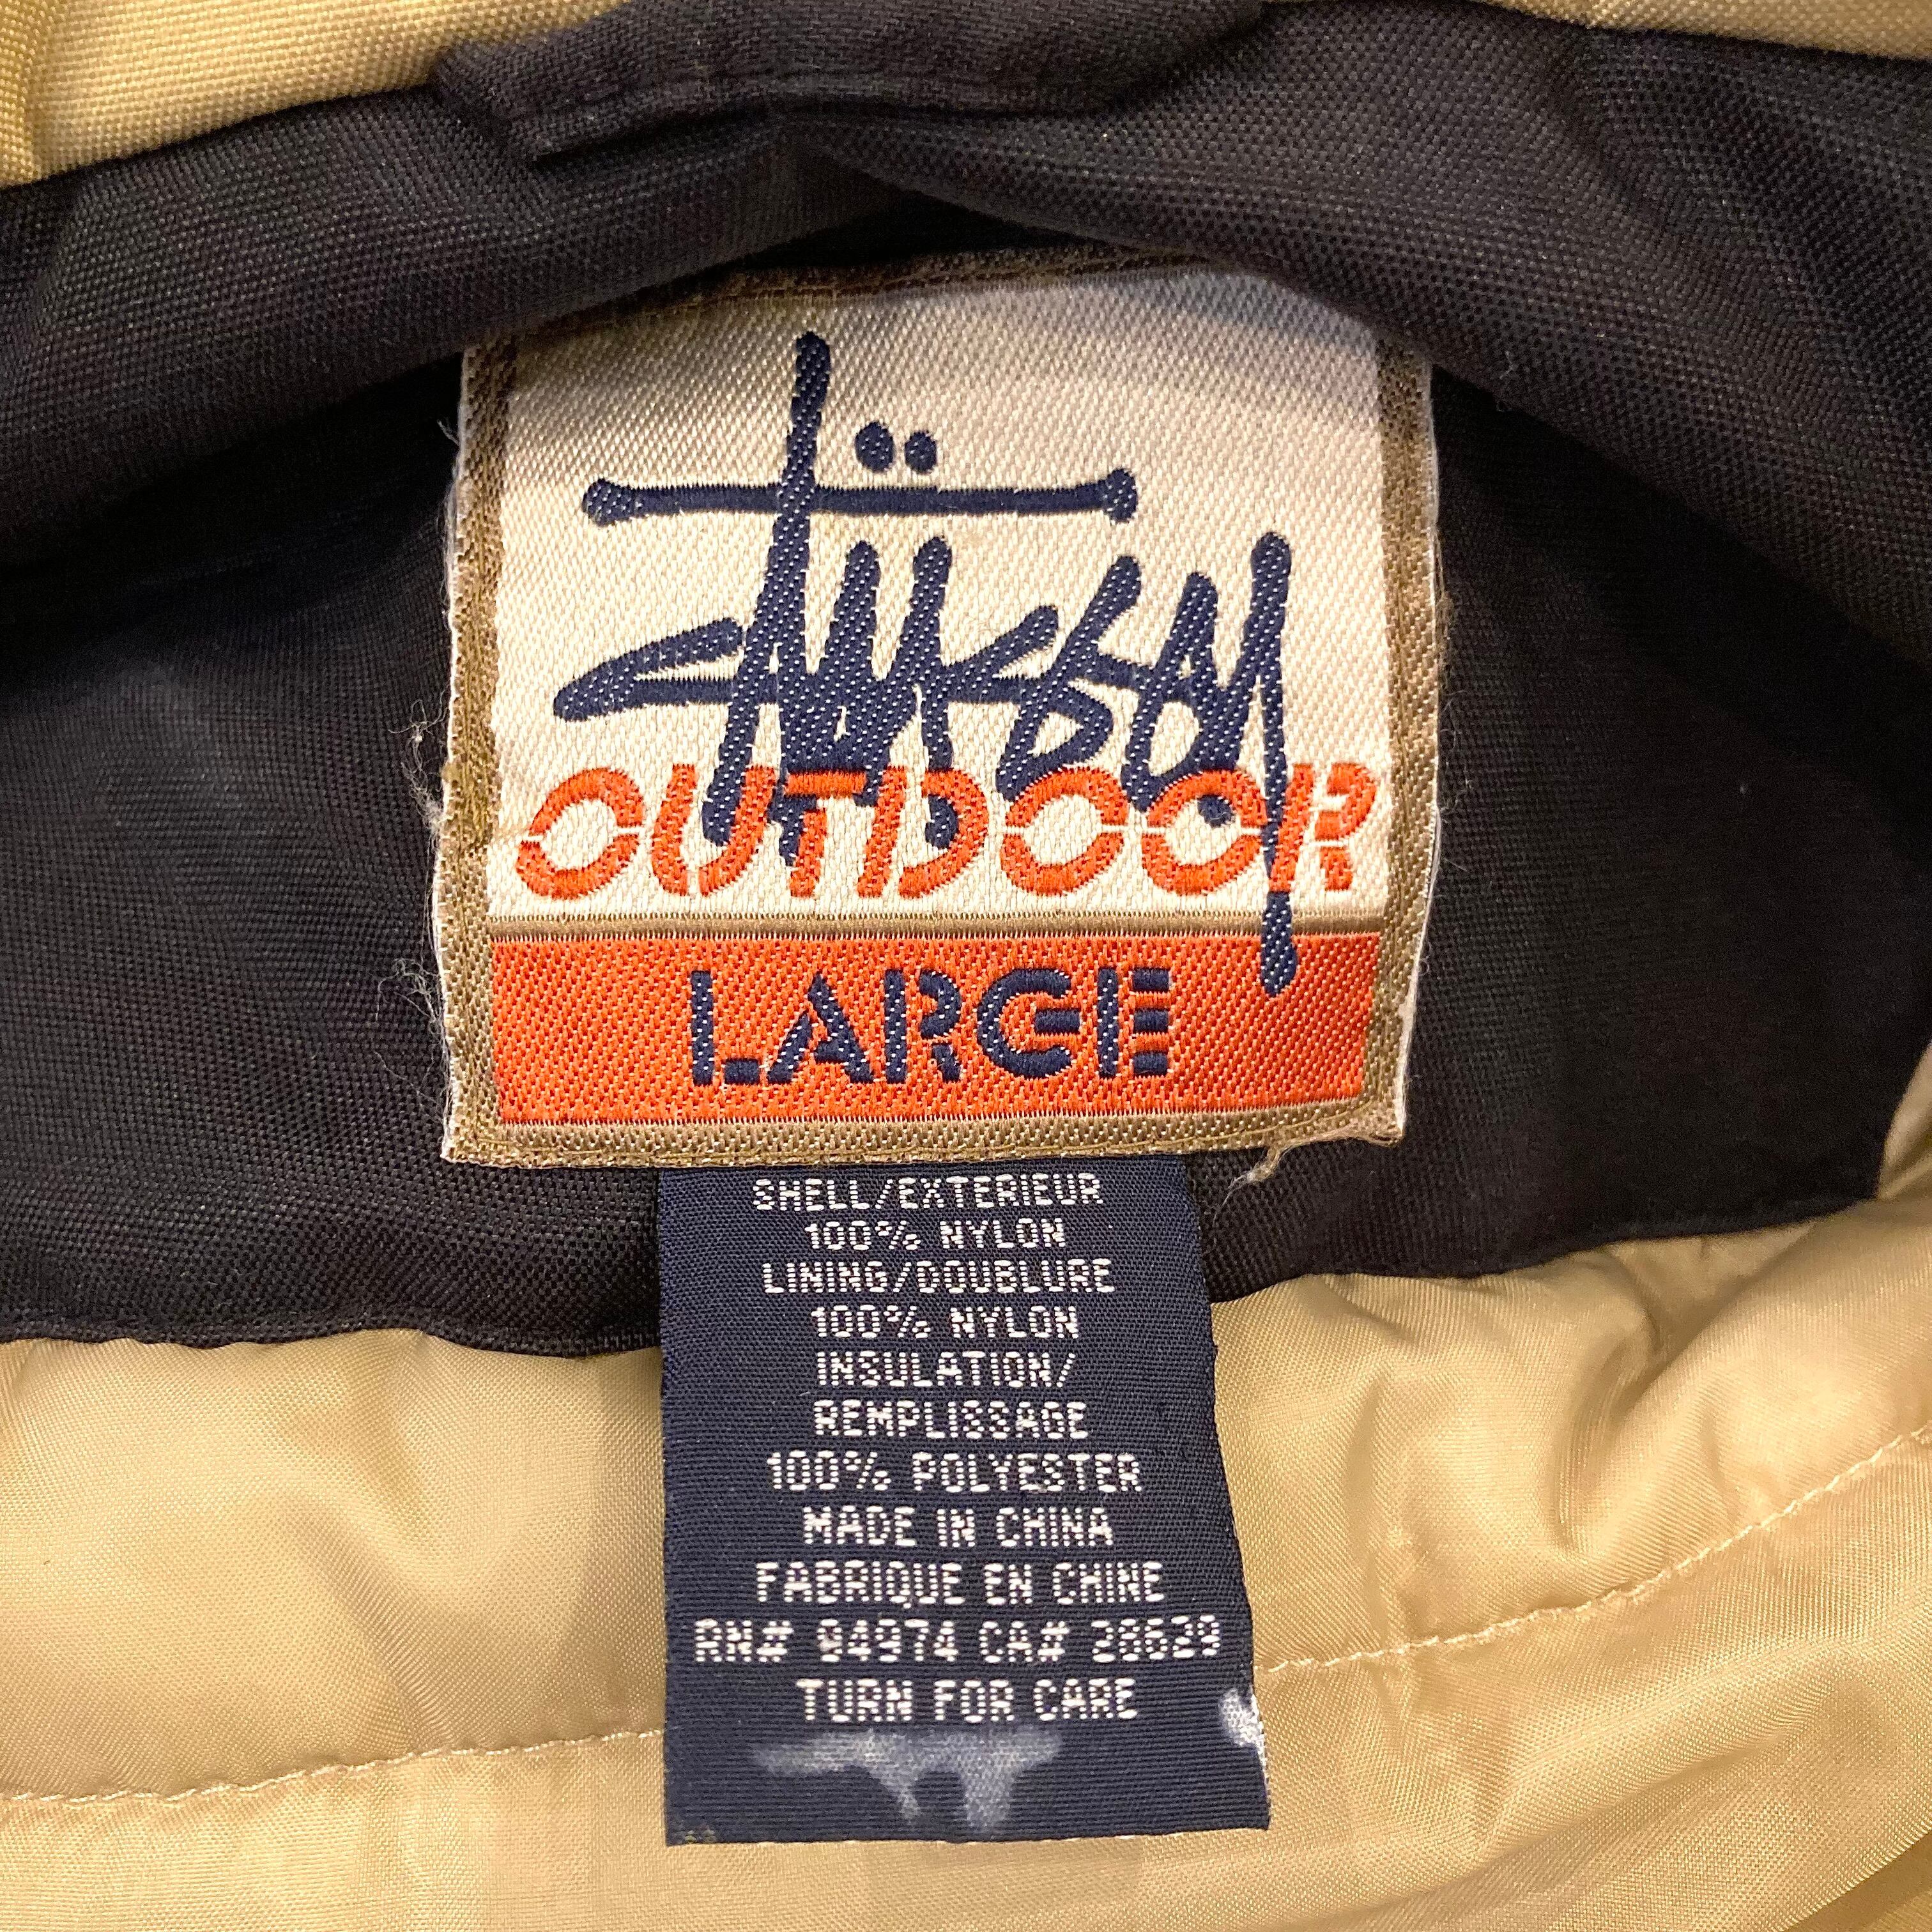 Stüssy
OUTDOOR
LARGE
SHELL/EXTERIEUR
100% NYLON
LINING/DOUBLURE
100% NYLON
INSULATION/
REMPLISSAGE
100% POLYESTER
MADE IN CHINA
FABRIQUE EN CHINE
RN# 94974 CA# 28629
TURN FOR CARE